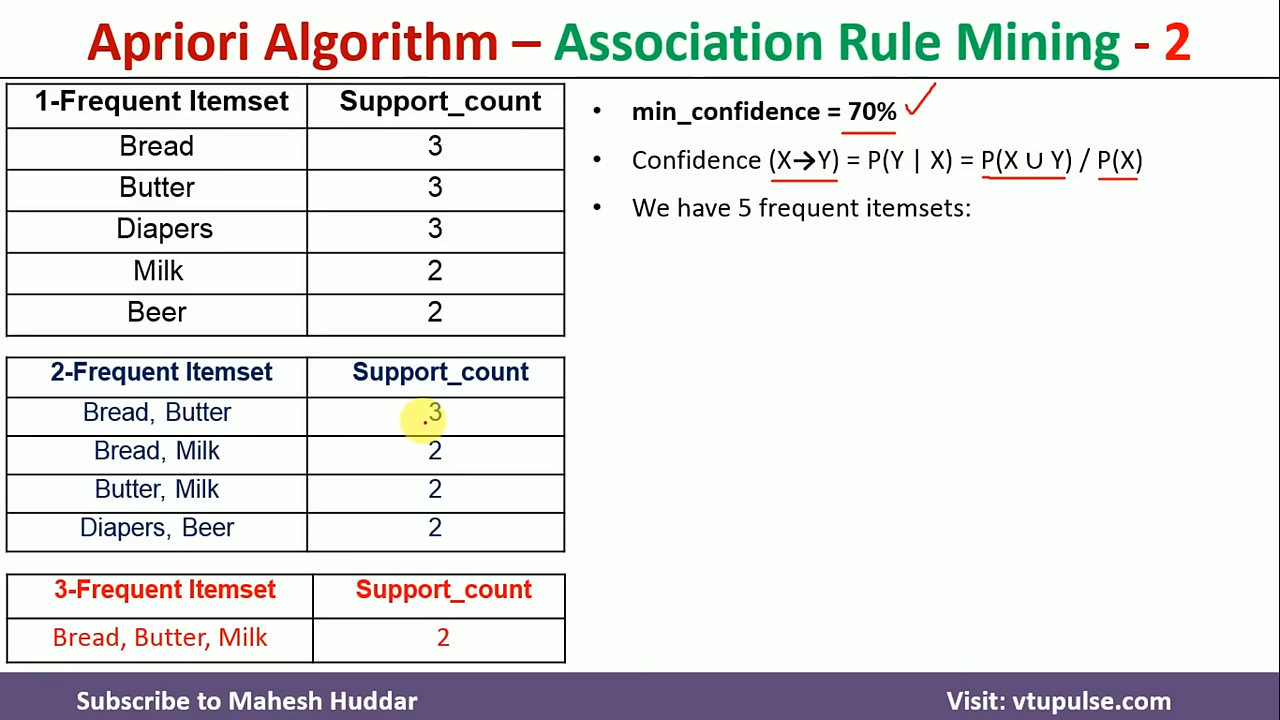 Apriori Algorithm – Association Rule Mining - 2
1-Frequent Itemset Support_count
Bread 3
Butter 3
Diapers 3
Milk 2
Beer 2
2-Frequent Itemset Support_count
Bread, Butter 3
Bread, Milk 2
Butter, Milk 2
Diapers, Beer 2
3-Frequent Itemset Support_count
Bread, Butter, Milk 2
• min_confidence = 70%
• Confidence (X→Y) = P(Y | X) = P(X ∪ Y) / P(X)
• We have 5 frequent itemsets:
Subscribe to Mahesh Huddar
Visit: vtupulse.com